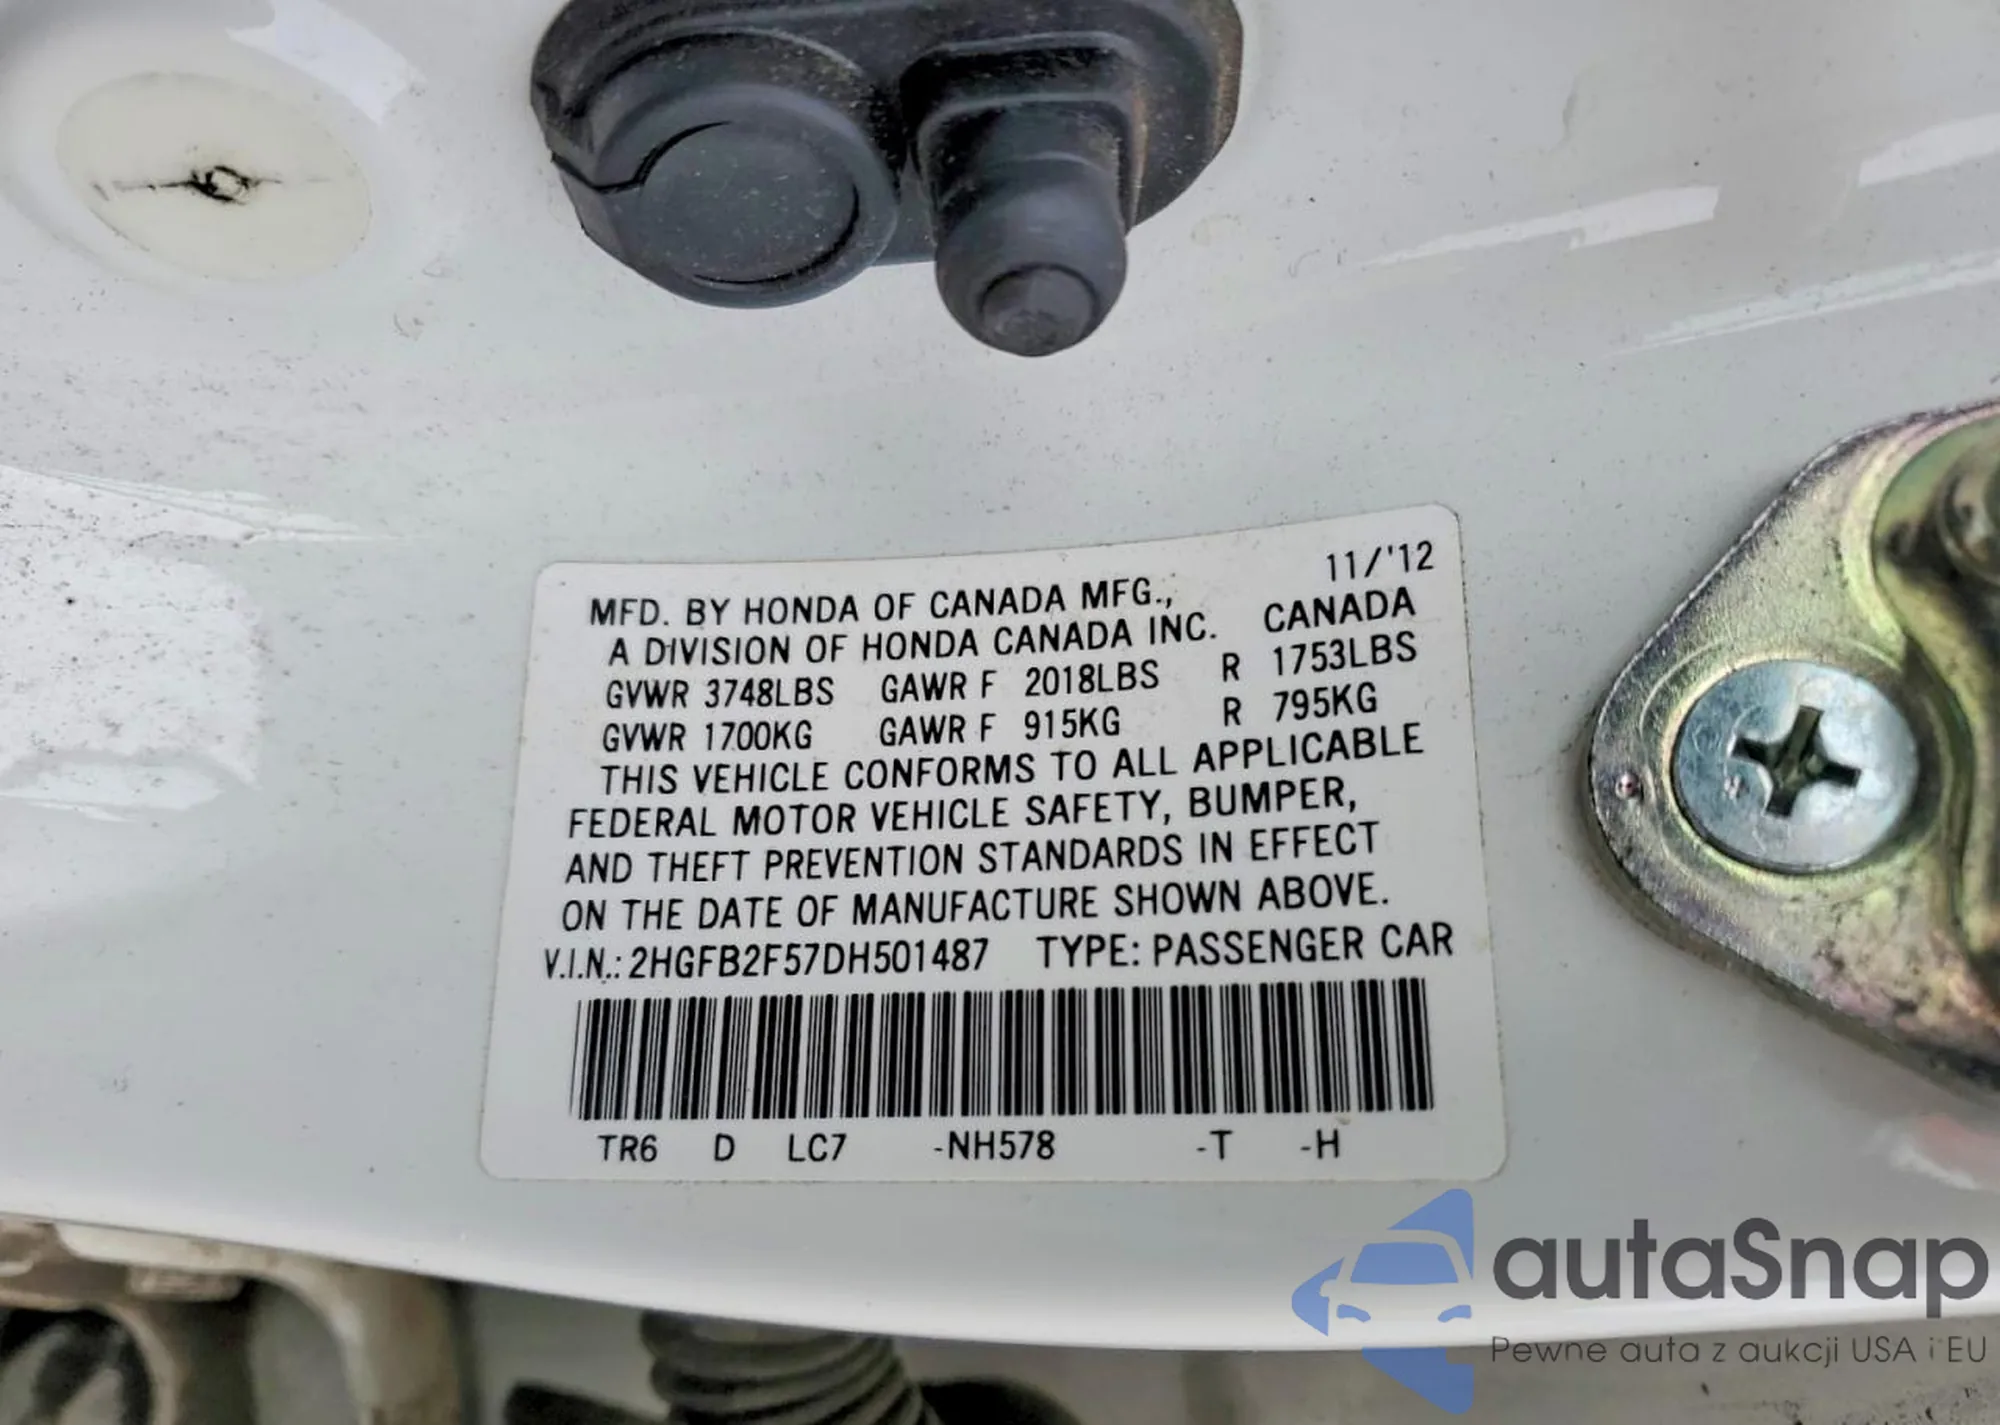 11/'12
MFD. BY HONDA OF CANADA MFG.,
A DIVISION OF HONDA CANADA INC. CANADA
GVWR 3748LBS GAWR F 2018LBS R 1753LBS
GVWR 1700KG GAWR F 915KG R 795KG
THIS VEHICLE CONFORMS TO ALL APPLICABLE
FEDERAL MOTOR VEHICLE SAFETY, BUMPER,
AND THEFT PREVENTION STANDARDS IN EFFECT
ON THE DATE OF MANUFACTURE SHOWN ABOVE.
V.I.N.: 2HGFB2F57DH501487 TYPE: PASSENGER CAR
TR6 D LC7 -NH578 -T -H
autaSnap
Pewne auta z aukcji USA i EU